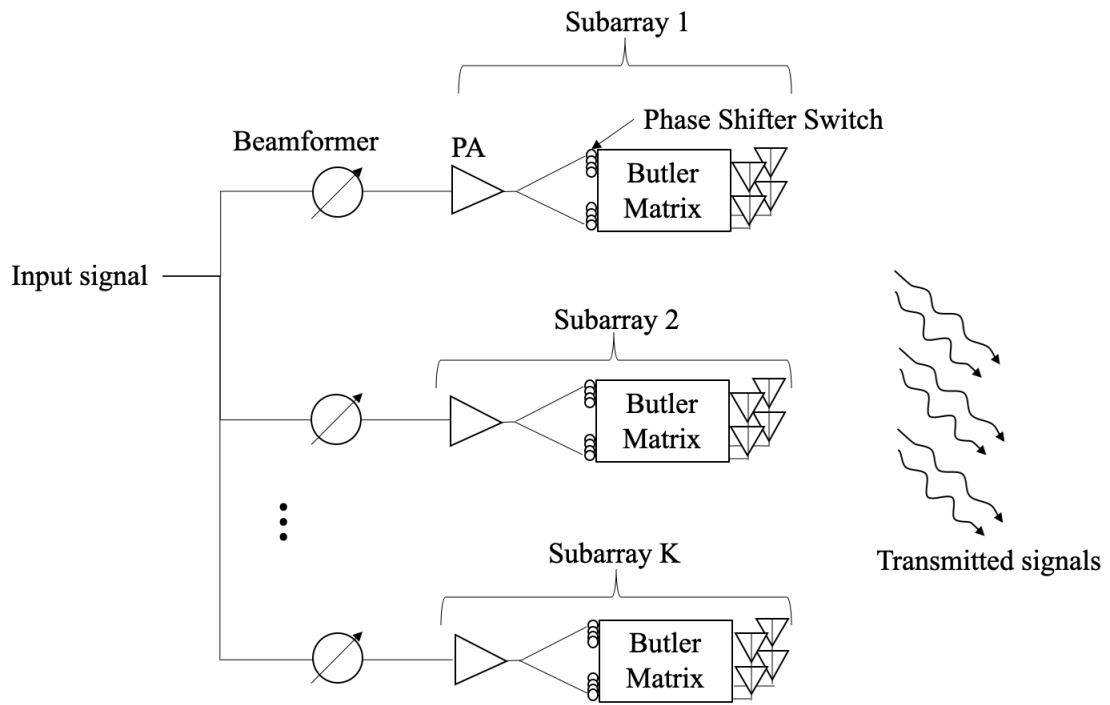 Subarray 1
Phase Shifter Switch
Beamformer
PA
Butler
Matrix
Input signal
Subarray 2
Butler
Matrix
Subarray K
Transmitted signals
Butler
Matrix